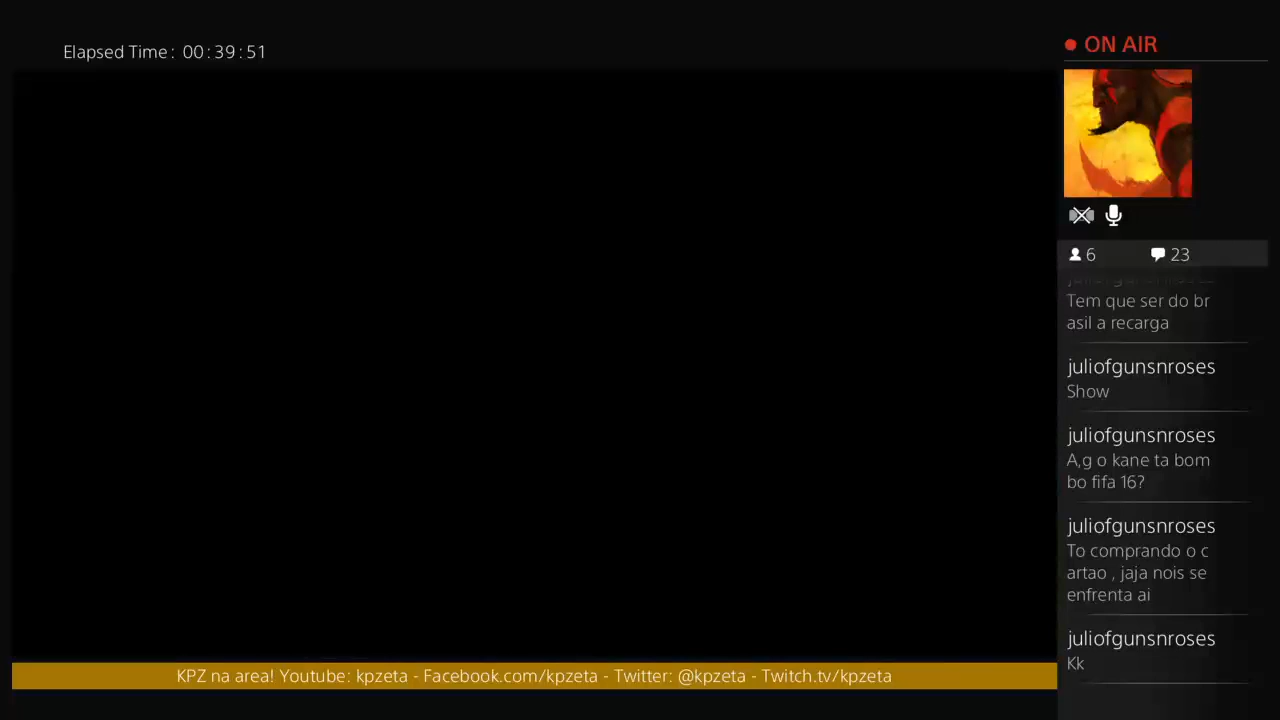 Elapsed Time: 00:39:51
ON AIR
6
23
Tem que ser do br
asil a recarga
juliofgunsnroses
Show
juliofgunsnroses
A,g o kane ta bom
bo fifa 16?
juliofgunsnroses
To comprando o c
artao , jaja nois se
enfrenta ai
juliofgunsnroses
Kk
KPZ na area! Youtube: kpzeta - Facebook.com/kpzeta - Twitter: @kpzeta - Twitch.tv/kpzeta